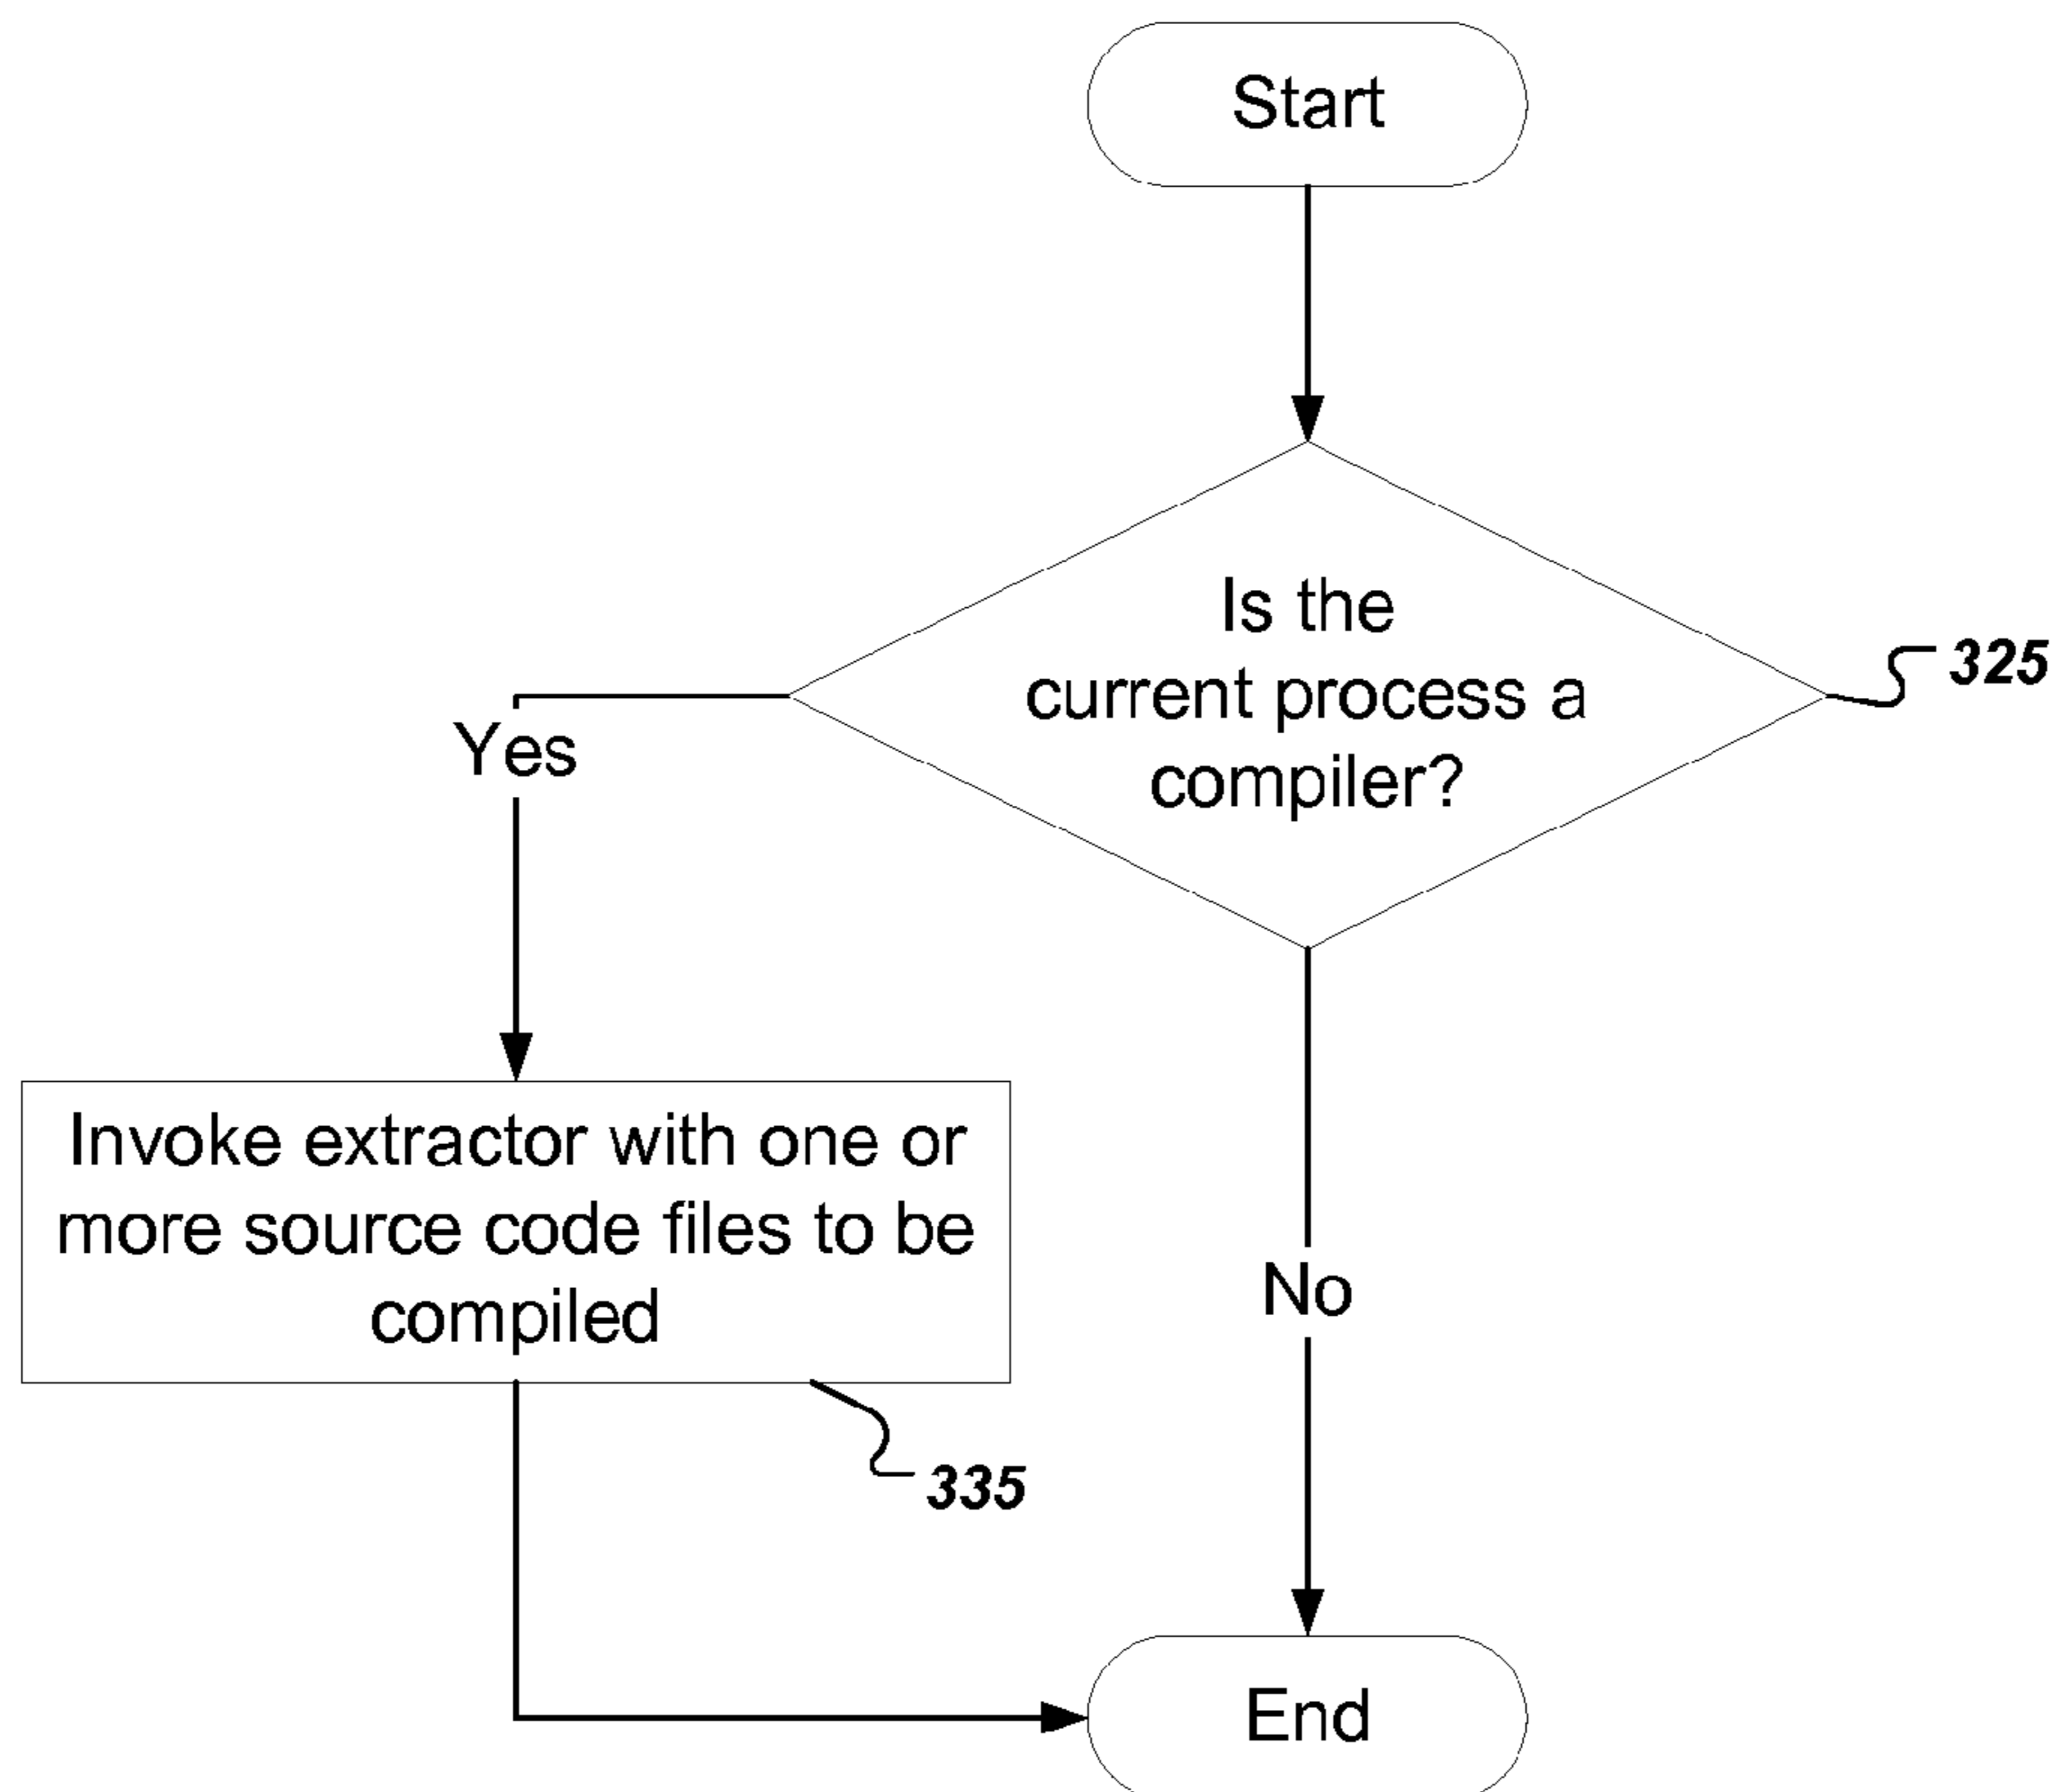 Start
Is the
current process a
compiler?
325
Yes
Invoke extractor with one or
more source code files to be
compiled
335
No
End